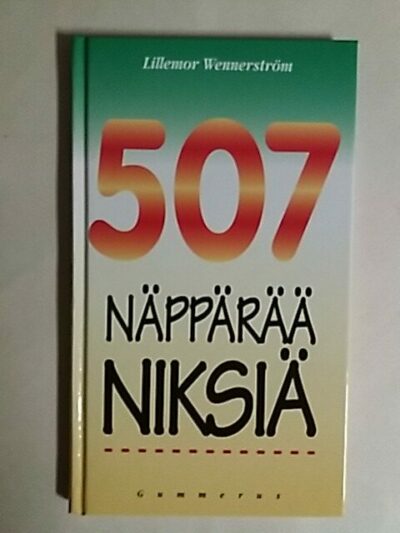 Lillemor Wennerström
507
NÄPPÄRÄÄ
NIKSIÄ
Gummerus